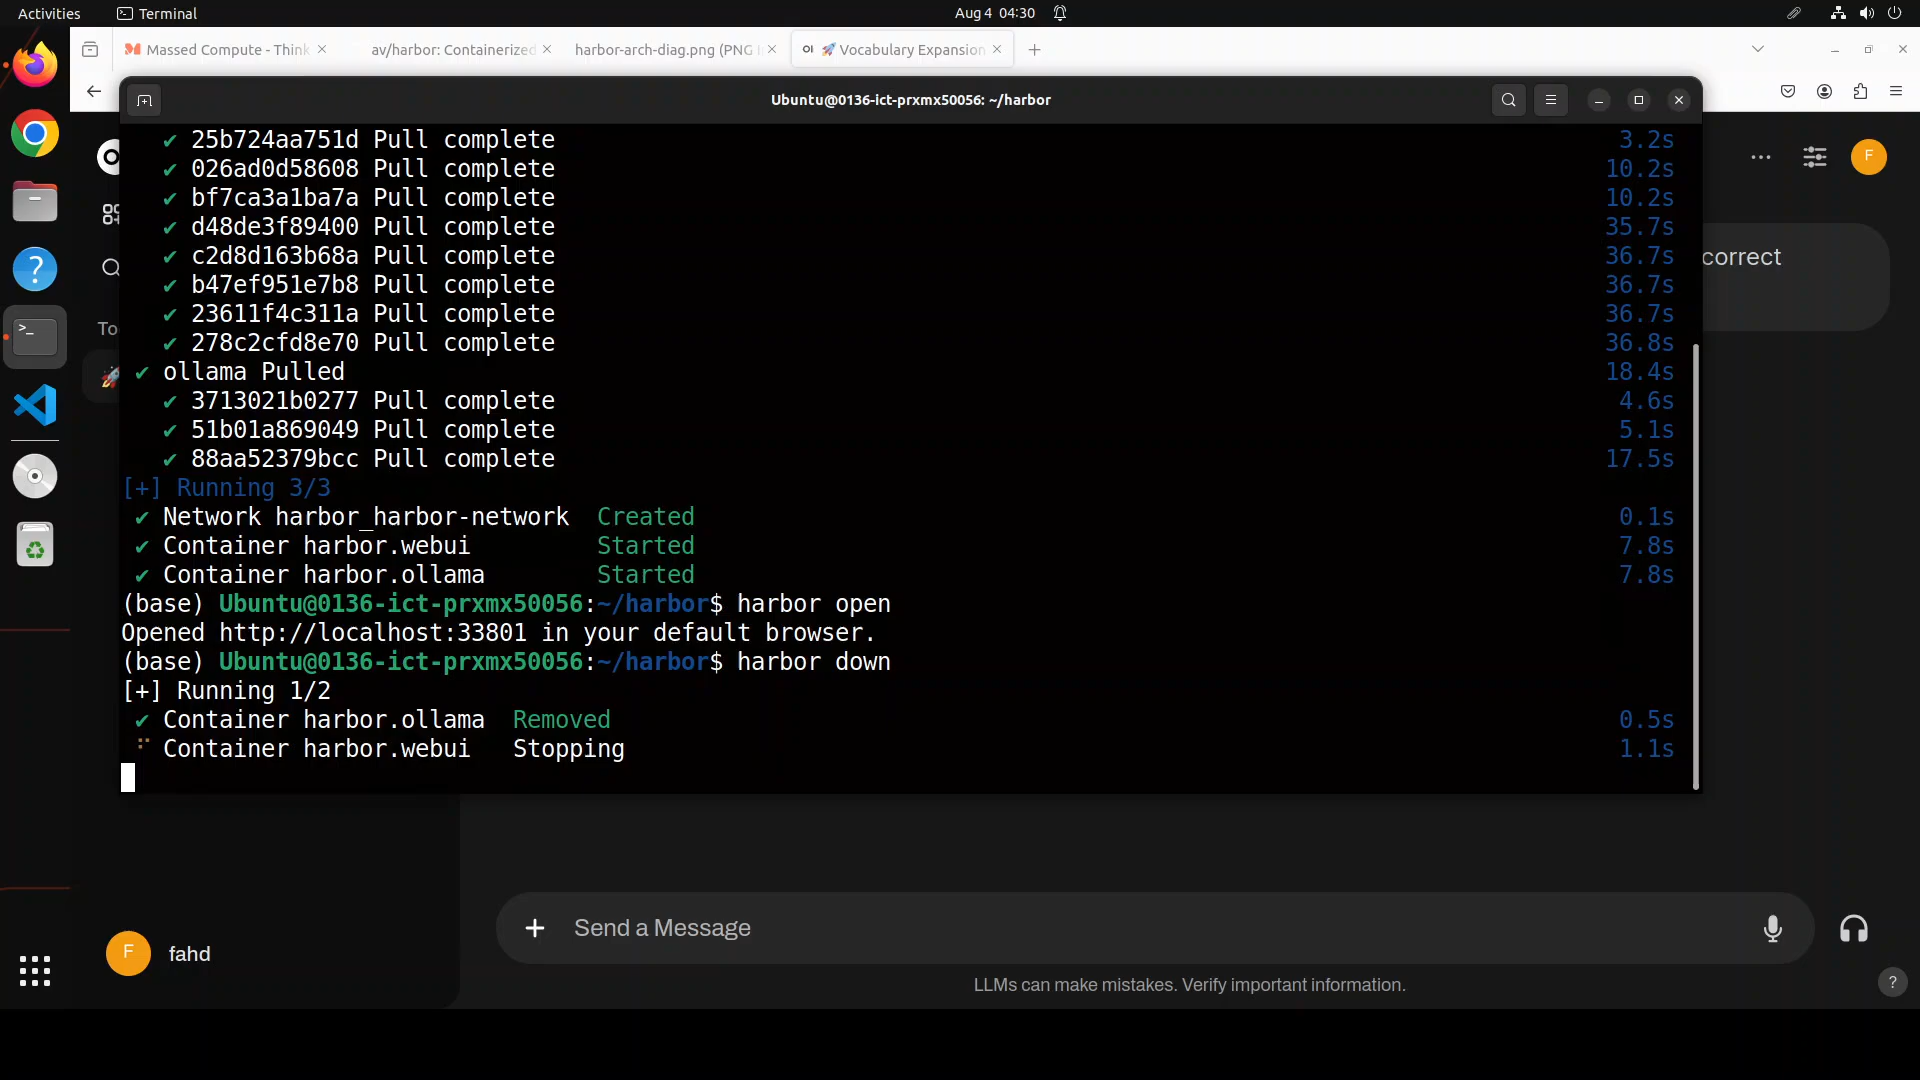 Activities
Terminal
Aug 4 04:30
Massed Compute - Think
av/harbor: Containerized
harbor-arch-diag.png (PNG
OI 🚀 Vocabulary Expansion
Ubuntu@0136-ict-prxmx50056: ~/harbor
✔ 25b724aa751d Pull complete 3.2s
✔ 026ad0d58608 Pull complete 10.2s
✔ bf7ca3a1ba7a Pull complete 10.2s
✔ d48de3f89400 Pull complete 35.7s
✔ c2d8d163b68a Pull complete 36.7s
✔ b47ef951e7b8 Pull complete 36.7s
✔ 23611f4c311a Pull complete 36.7s
✔ 278c2cfd8e70 Pull complete 36.8s
✔ ollama Pulled 18.4s
✔ 3713021b0277 Pull complete 4.6s
✔ 51b01a869049 Pull complete 5.1s
✔ 88aa52379bcc Pull complete 17.5s
[+] Running 3/3
✔ Network harbor_harbor-network Created 0.1s
✔ Container harbor.webui Started 7.8s
✔ Container harbor.ollama Started 7.8s
(base) Ubuntu@0136-ict-prxmx50056:~/harbor$ harbor open
Opened http://localhost:33801 in your default browser.
(base) Ubuntu@0136-ict-prxmx50056:~/harbor$ harbor down
[+] Running 1/2
✔ Container harbor.ollama Removed 0.5s
⠋ Container harbor.webui Stopping 1.1s
F
correct
To
Send a Message
F
fahd
LLMs can make mistakes. Verify important information.
?